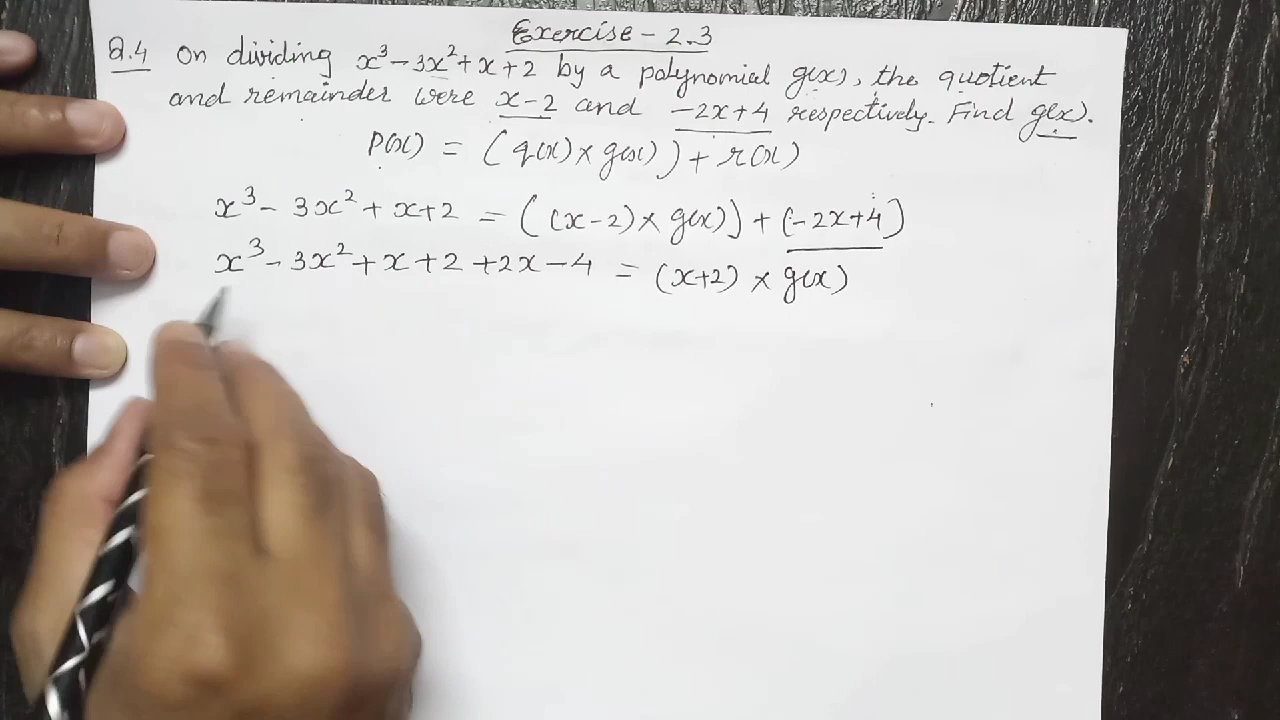 Exercise - 2.3
Q.4 on dividing x³-3x²+x+2 by a polynomial g(x), the quotient
and remainder were x-2 and -2x+4 respectively. Find g(x).
P(x) = (q(x)×g(x))+r(x)
x³-3x²+x+2 = ((x-2)×g(x))+(-2x+4)
x³-3x²+x+2+2x-4 = (x+2)×g(x)